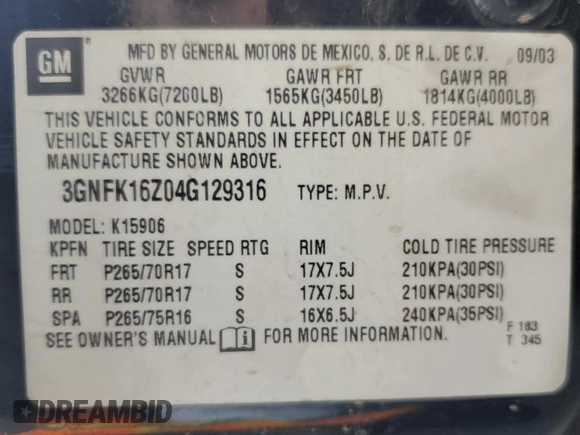 GM
MFD BY GENERAL MOTORS DE MEXICO, S. DE R.L. DE C.V. 09/03
GVWR GAWR FRT GAWR RR
3266KG(7200LB) 1565KG(3450LB) 1814KG(4000LB)
THIS VEHICLE CONFORMS TO ALL APPLICABLE U.S. FEDERAL MOTOR
VEHICLE SAFETY STANDARDS IN EFFECT ON THE DATE OF
MANUFACTURE SHOWN ABOVE.
3GNFK16Z04G129316 TYPE: M.P.V.
MODEL: K15906
KPFN TIRE SIZE SPEED RTG RIM COLD TIRE PRESSURE
FRT P265/70R17 S 17X7.5J 210KPA(30PSI)
RR P265/70R17 S 17X7.5J 210KPA(30PSI)
SPA P265/75R16 S 16X6.5J 240KPA(35PSI)
SEE OWNER'S MANUAL i FOR MORE INFORMATION.
F 183
T 345
DREAMBID